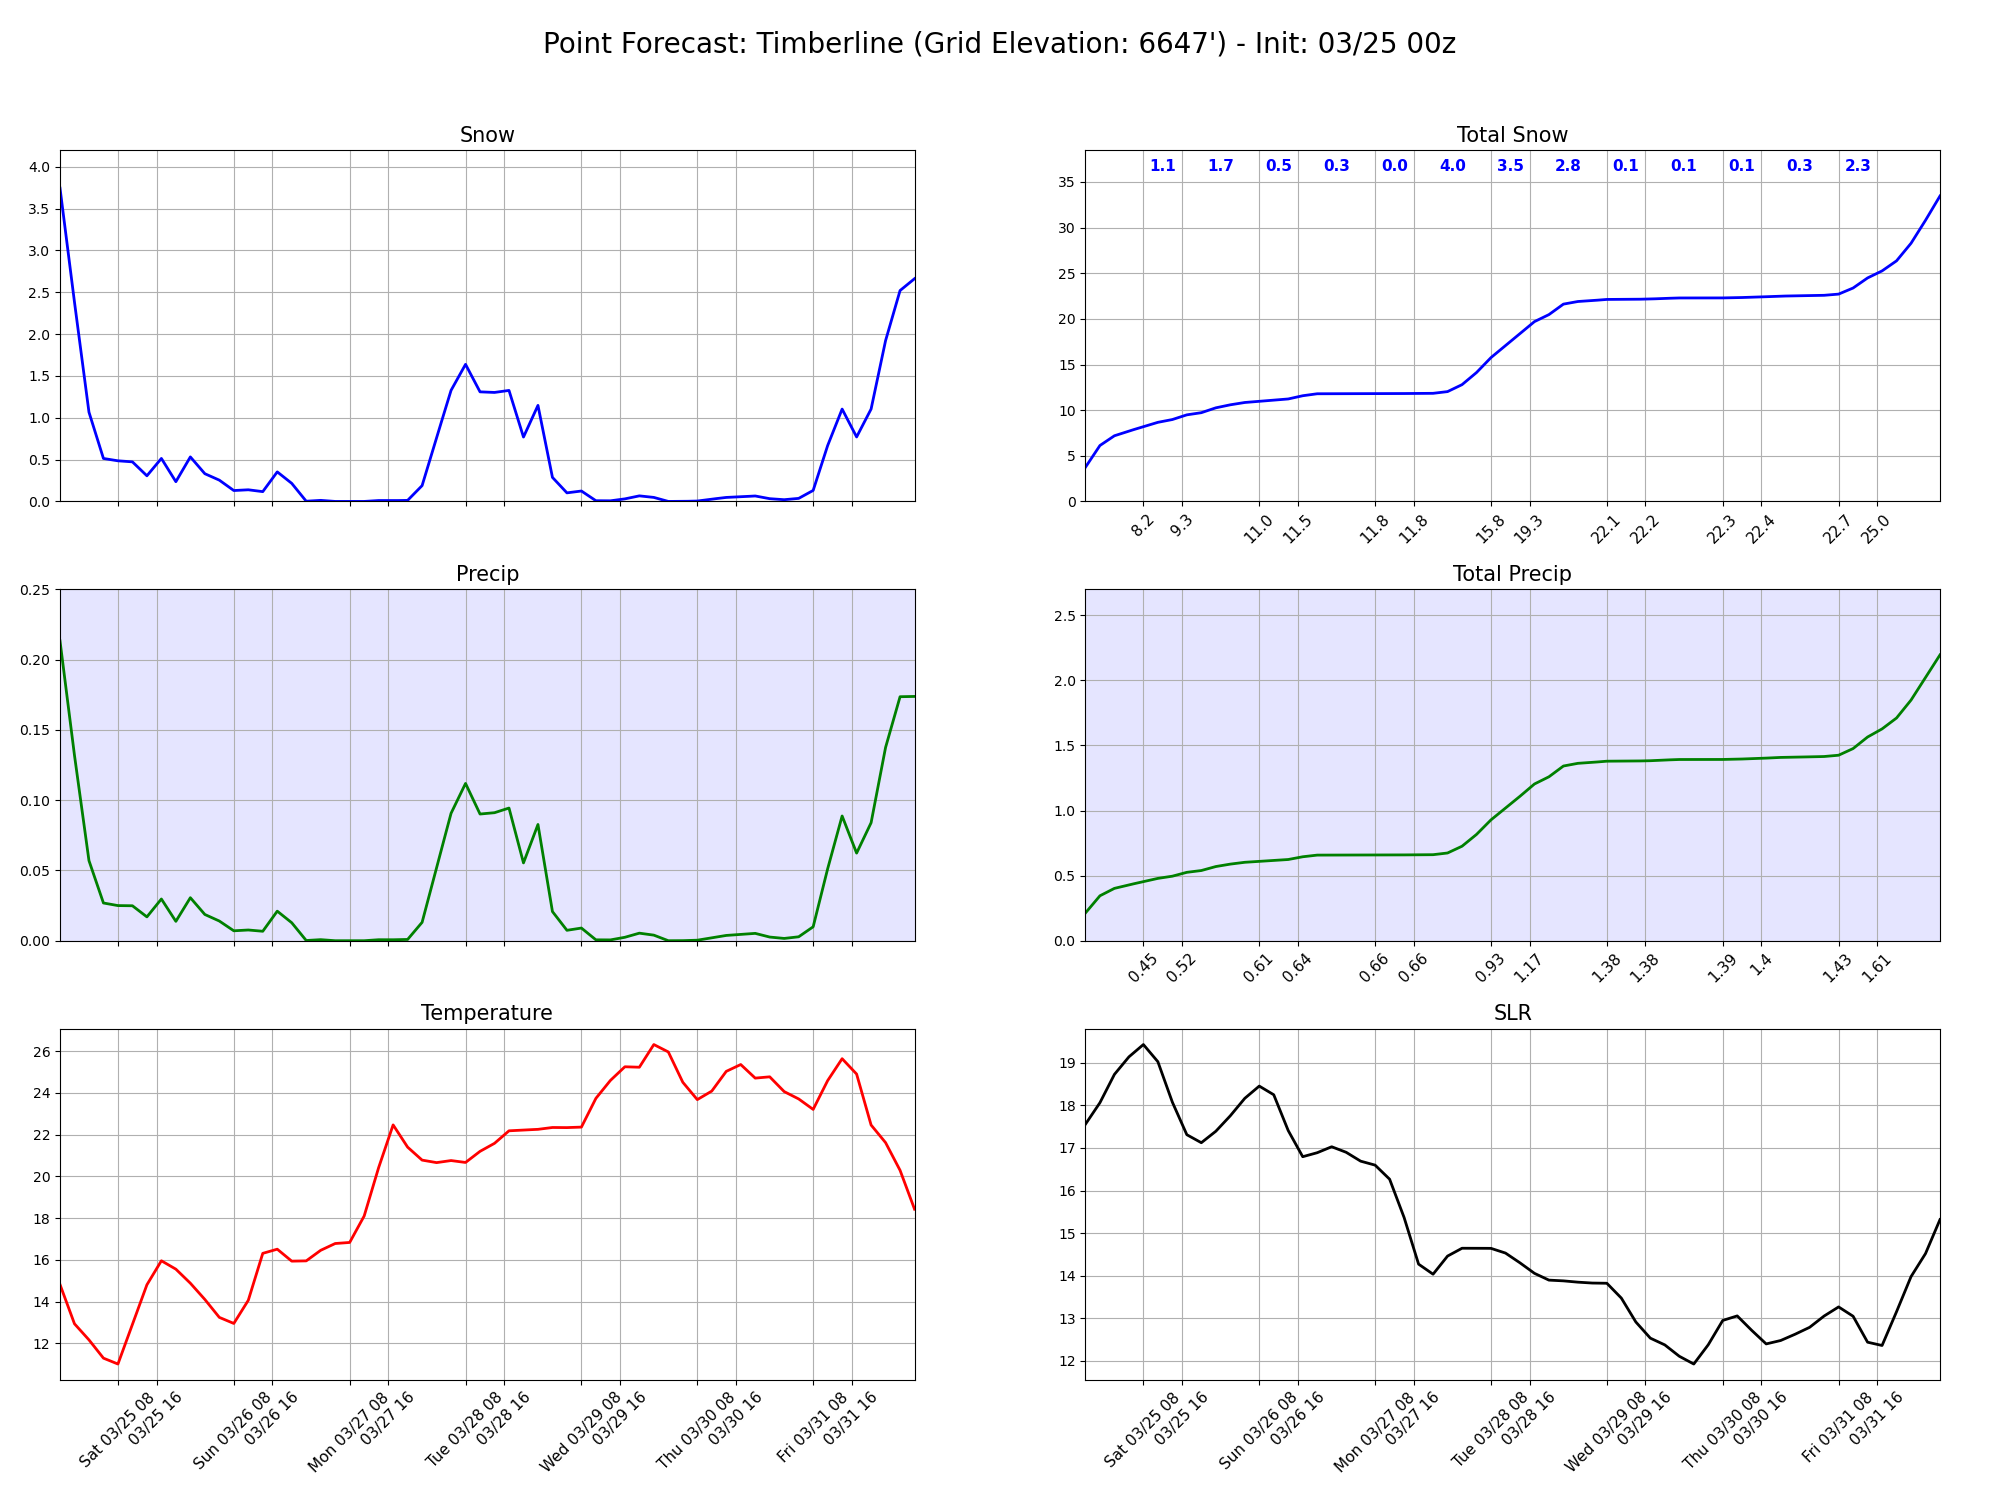 Point Forecast: Timberline (Grid Elevation: 6647') - Init: 03/25 00z
Snow
4.0
3.5
3.0
2.5
2.0
1.5
1.0
0.5
0.0
Total Snow
1.1 1.7 0.5 0.3 0.0 4.0 3.5 2.8 0.1 0.1 0.1 0.3 2.3
35
30
25
20
15
10
5
0
8.2 9.3 11.0 11.5 11.8 11.8 15.8 19.3 22.1 22.2 22.3 22.4 22.7 25.0
Precip
0.25
0.20
0.15
0.10
0.05
0.00
Total Precip
2.5
2.0
1.5
1.0
0.5
0.0
0.45 0.52 0.61 0.64 0.66 0.66 0.93 1.17 1.38 1.38 1.39 1.4 1.43 1.61
Temperature
26
24
22
20
18
16
14
12
Sat 03/25 08
03/25 16
Sun 03/26 08
03/26 16
Mon 03/27 08
03/27 16
Tue 03/28 08
03/28 16
Wed 03/29 08
03/29 16
Thu 03/30 08
03/30 16
Fri 03/31 08
03/31 16
SLR
19
18
17
16
15
14
13
12
Sat 03/25 08
03/25 16
Sun 03/26 08
03/26 16
Mon 03/27 08
03/27 16
Tue 03/28 08
03/28 16
Wed 03/29 08
03/29 16
Thu 03/30 08
03/30 16
Fri 03/31 08
03/31 16